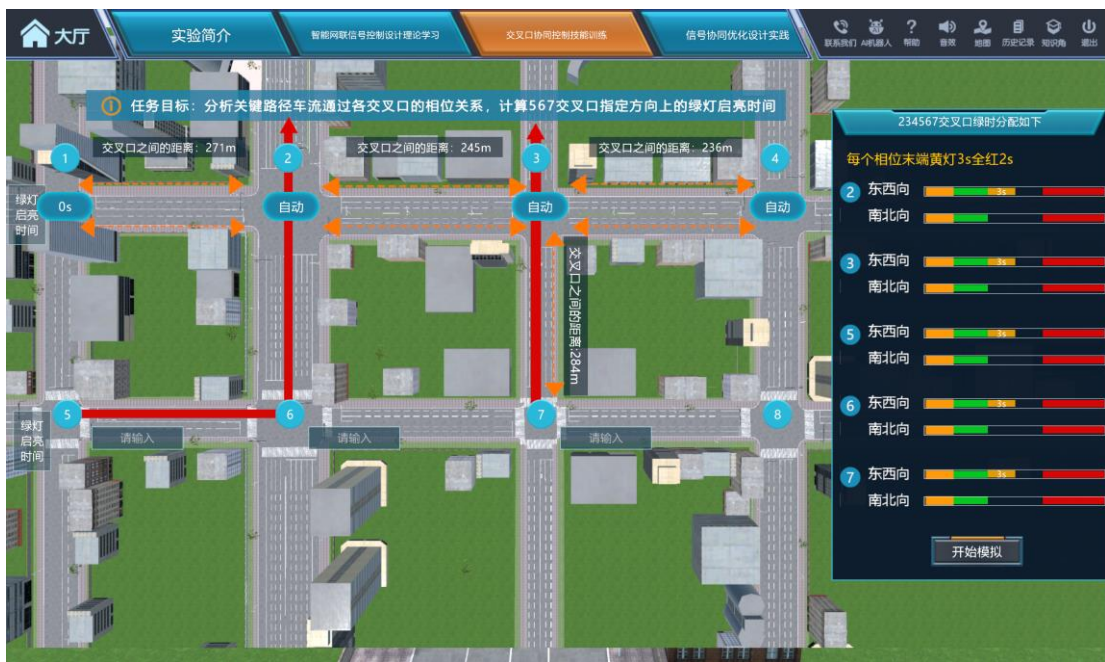 大厅
实验简介
智能网联信号控制设计理论学习
交叉口协同控制技能训练
信号协同优化设计实践
联系我们
AI机器人
帮助
音效
地图
历史记录
知识角
退出
① 任务目标：分析关键路径车流通过各交叉口的相位关系，计算567交叉口指定方向上的绿灯启亮时间
1
交叉口之间的距离：271m
2
交叉口之间的距离：245m
3
交叉口之间的距离：236m
4
绿灯
启亮
时间
0s
自动
自动
自动
交叉口之间的距离:284m
5
6
7
8
绿灯
启亮
时间
请输入
请输入
请输入
234567交叉口绿时分配如下
每个相位末端黄灯3s全红2s
2 东西向 3s
南北向
3 东西向 3s
南北向
5 东西向 3s
南北向
6 东西向 3s
南北向
7 东西向 3s
南北向
开始模拟